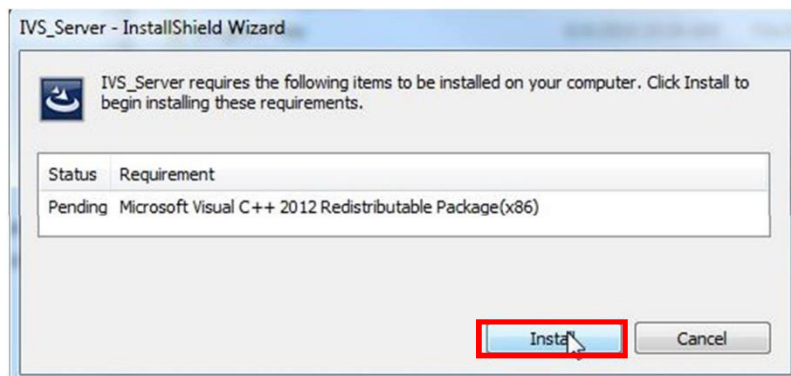 IVS_Server - InstallShield Wizard
IVS_Server requires the following items to be installed on your computer. Click Install to
begin installing these requirements.
Status Requirement
Pending Microsoft Visual C++ 2012 Redistributable Package(x86)
Install Cancel